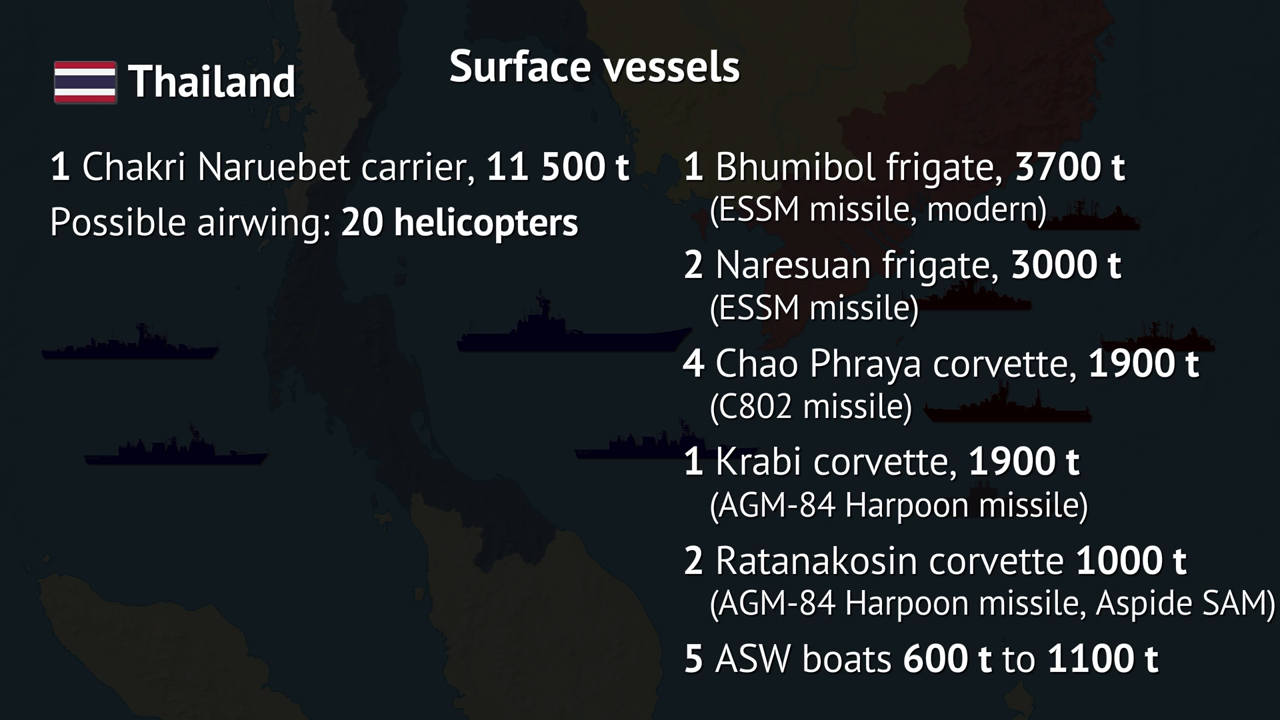 Thailand
Surface vessels
1 Chakri Naruebet carrier, 11 500 t
Possible airwing: 20 helicopters
1 Bhumibol frigate, 3700 t
(ESSM missile, modern)
2 Naresuan frigate, 3000 t
(ESSM missile)
4 Chao Phraya corvette, 1900 t
(C802 missile)
1 Krabi corvette, 1900 t
(AGM-84 Harpoon missile)
2 Ratanakosin corvette 1000 t
(AGM-84 Harpoon missile, Aspide SAM)
5 ASW boats 600 t to 1100 t